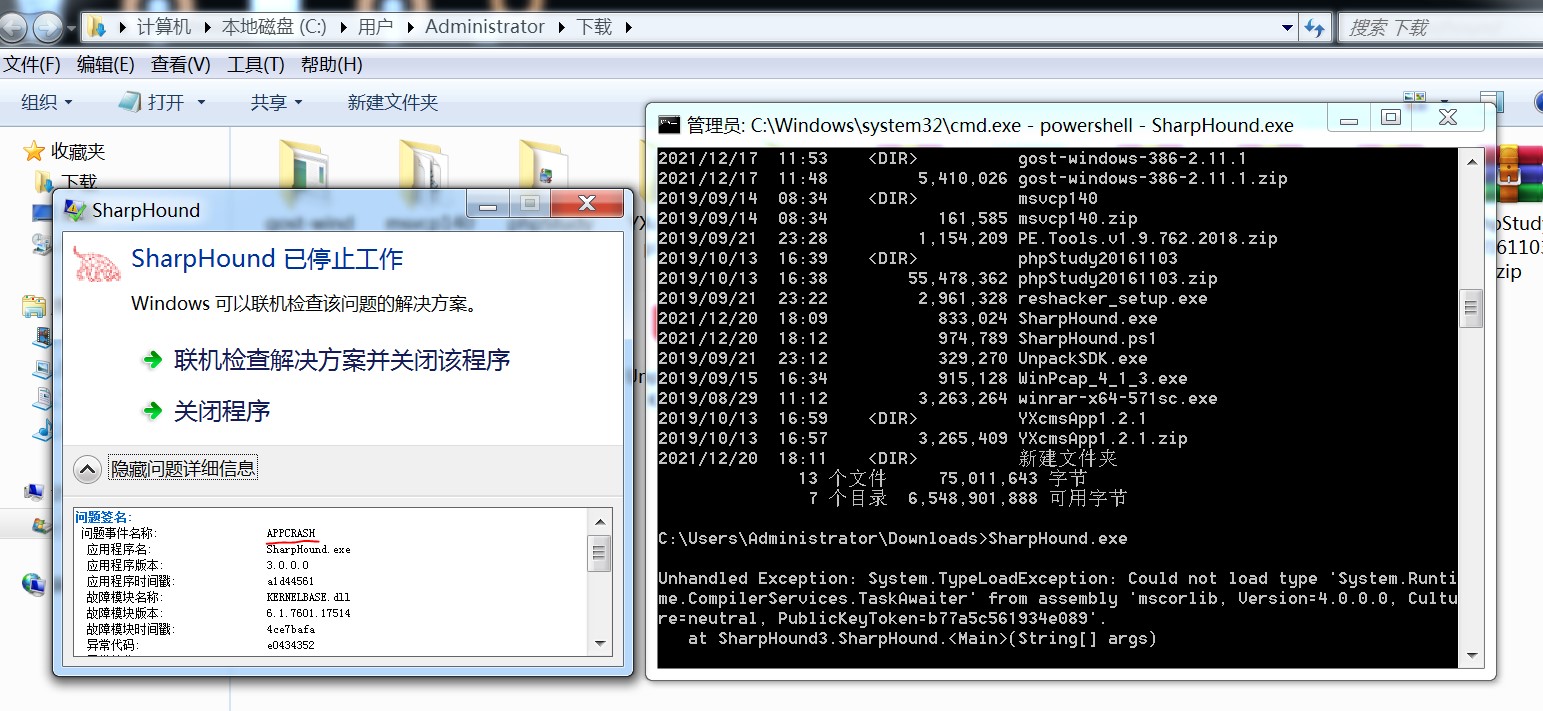 计算机 本地磁盘 (C:) 用户 Administrator 下载
搜索 下载
文件(F) 编辑(E) 查看(V) 工具(T) 帮助(H)
组织 打开 共享 新建文件夹
收藏夹
下载
SharpHound
SharpHound 已停止工作
Windows 可以联机检查该问题的解决方案。
联机检查解决方案并关闭该程序
关闭程序
隐藏问题详细信息
问题签名:
问题事件名称: APPCRASH
应用程序名: SharpHound.exe
应用程序版本: 3.0.0.0
应用程序时间戳: a1d44561
故障模块名称: KERNELBASE.dll
故障模块版本: 6.1.7601.17514
故障模块时间戳: 4ce7bafa
异常代码: e0434352
管理员: C:\Windows\system32\cmd.exe - powershell - SharpHound.exe
2021/12/17 11:53 <DIR> gost-windows-386-2.11.1
2021/12/17 11:48 5,410,026 gost-windows-386-2.11.1.zip
2019/09/14 08:34 <DIR> msvcp140
2019/09/14 08:34 161,585 msvcp140.zip
2019/09/21 23:28 1,154,209 PE.Tools.v1.9.762.2018.zip
2019/10/13 16:39 <DIR> phpStudy20161103
2019/10/13 16:38 55,478,362 phpStudy20161103.zip
2019/09/21 23:22 2,961,328 reshacker_setup.exe
2021/12/20 18:09 833,024 SharpHound.exe
2021/12/20 18:12 974,789 SharpHound.ps1
2019/09/21 23:12 329,270 UnpackSDK.exe
2019/09/15 16:34 915,128 WinPcap_4_1_3.exe
2019/08/29 11:12 3,263,264 winrar-x64-571sc.exe
2019/10/13 16:59 <DIR> YXcmsApp1.2.1
2019/10/13 16:57 3,265,409 YXcmsApp1.2.1.zip
2021/12/20 18:11 <DIR> 新建文件夹
13 个文件 75,011,643 字节
7 个目录 6,548,901,888 可用字节
C:\Users\Administrator\Downloads>SharpHound.exe
Unhandled Exception: System.TypeLoadException: Could not load type 'System.Runti
me.CompilerServices.TaskAwaiter' from assembly 'mscorlib, Version=4.0.0.0, Cultu
re=neutral, PublicKeyToken=b77a5c561934e089'.
at SharpHound3.SharpHound.<Main>(String[] args)
zip